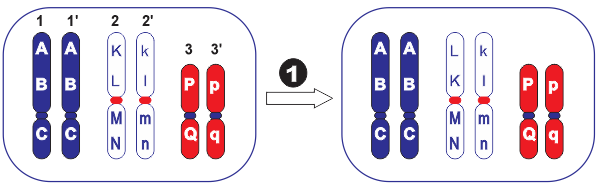 1 1' 2 2' 3 3'
A A K k
B B L l P p
C C M m Q q
N n
1
A A L k
B B K l P p
C C M m Q q
N n